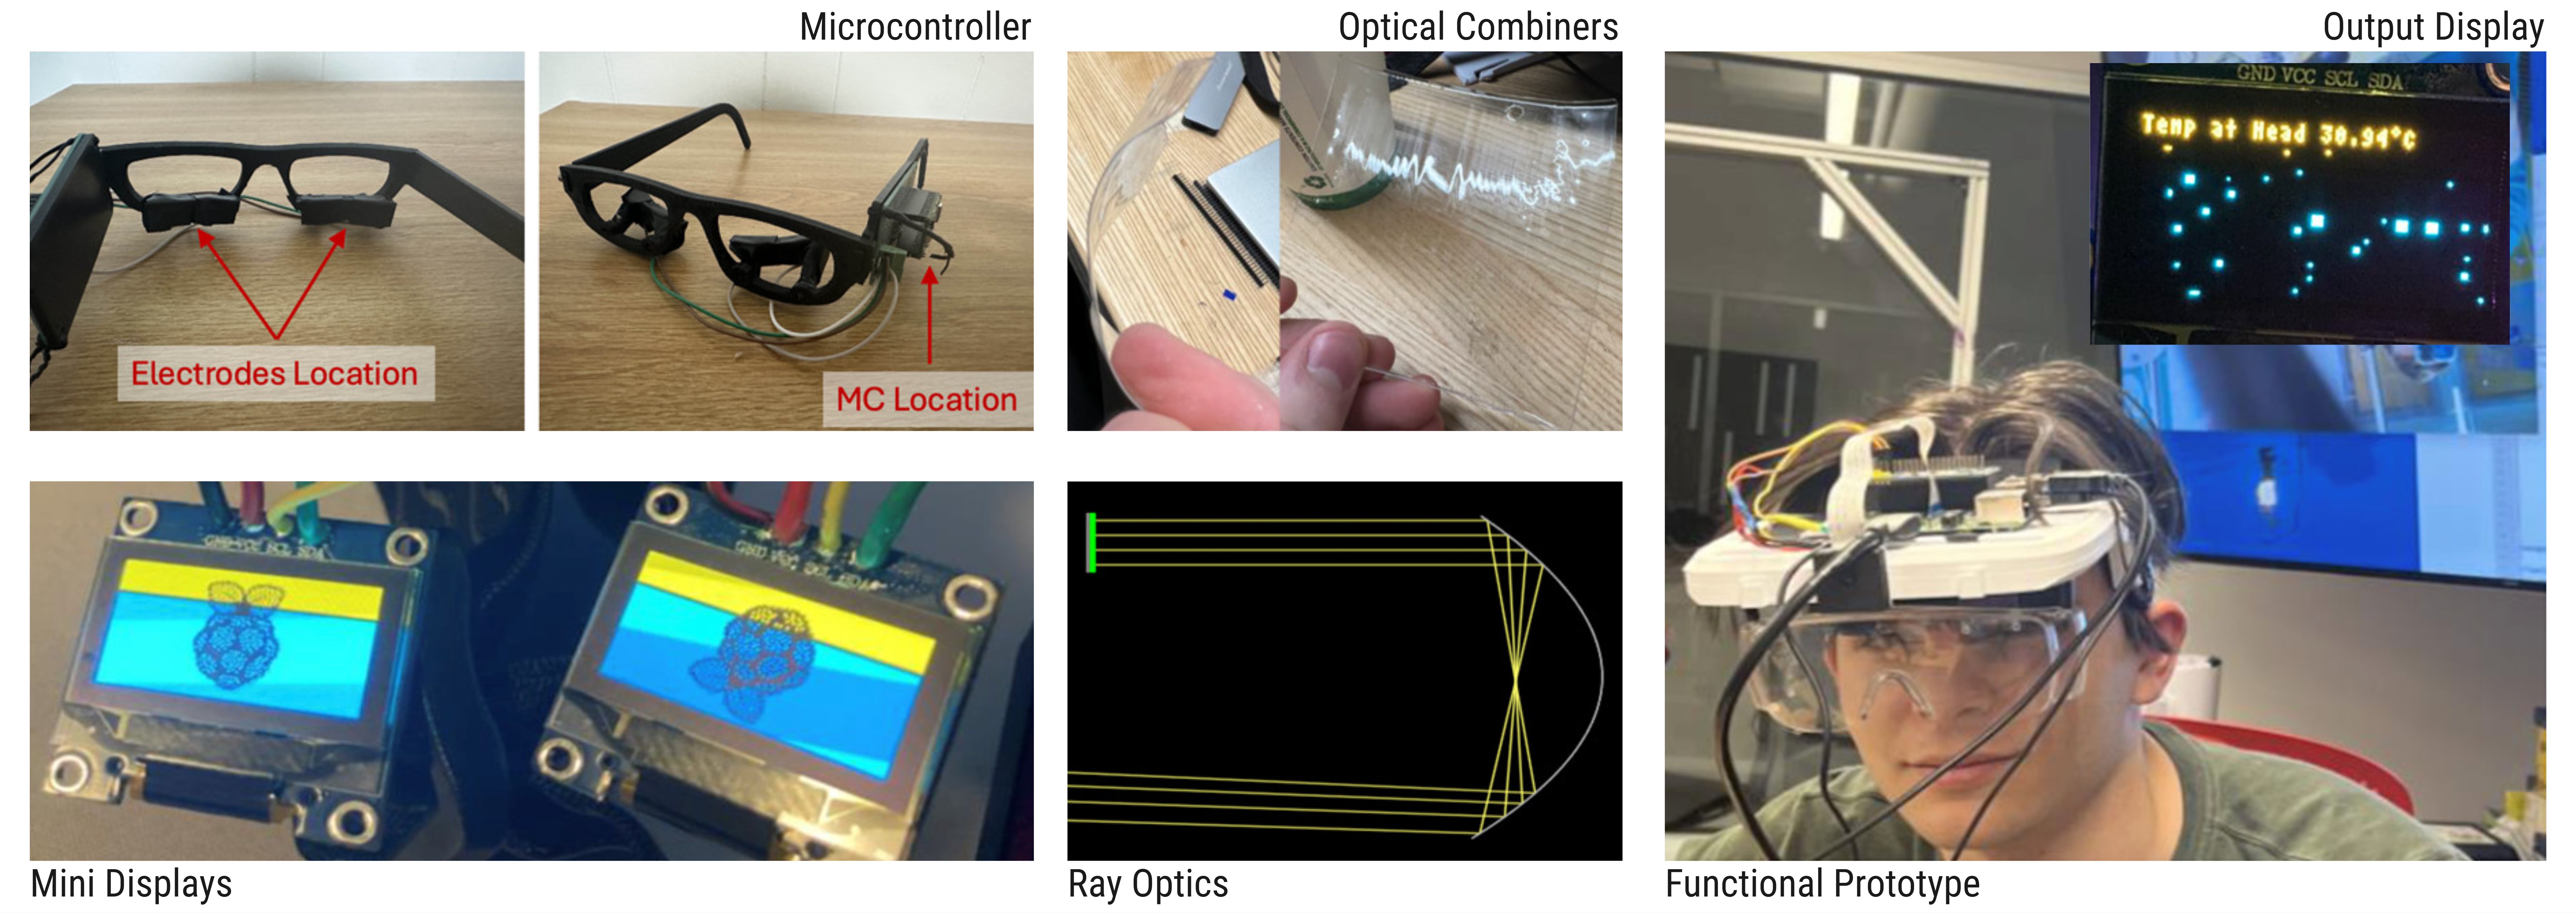 Microcontroller
Optical Combiners
Output Display
Electrodes Location
MC Location
GND VCC SCL SDA
Temp at Head 30.94°C
GND VCC SCL SDA
GND VCC SCL SDA
Mini Displays
Ray Optics
Functional Prototype